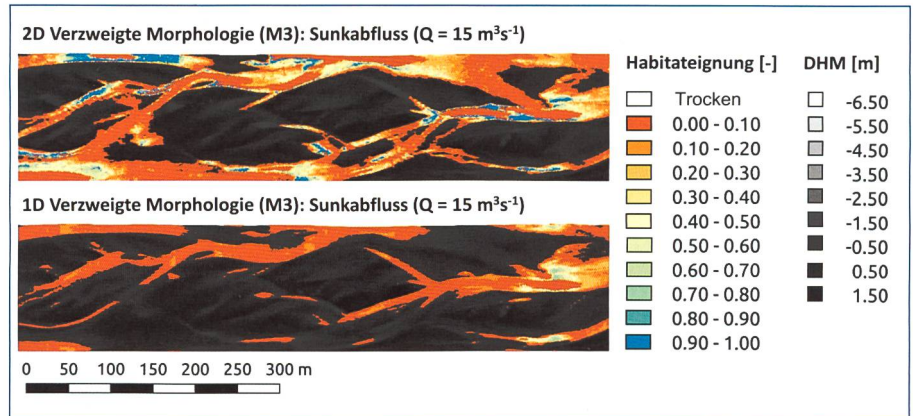 2D Verzweigte Morphologie (M3): Sunkabfluss (Q = 15 m³s⁻¹)
1D Verzweigte Morphologie (M3): Sunkabfluss (Q = 15 m³s⁻¹)
0 50 100 150 200 250 300 m
Habitateignung [-]
Trocken
0.00 - 0.10
0.10 - 0.20
0.20 - 0.30
0.30 - 0.40
0.40 - 0.50
0.50 - 0.60
0.60 - 0.70
0.70 - 0.80
0.80 - 0.90
0.90 - 1.00
DHM [m]
-6.50
-5.50
-4.50
-3.50
-2.50
-1.50
-0.50
0.50
1.50